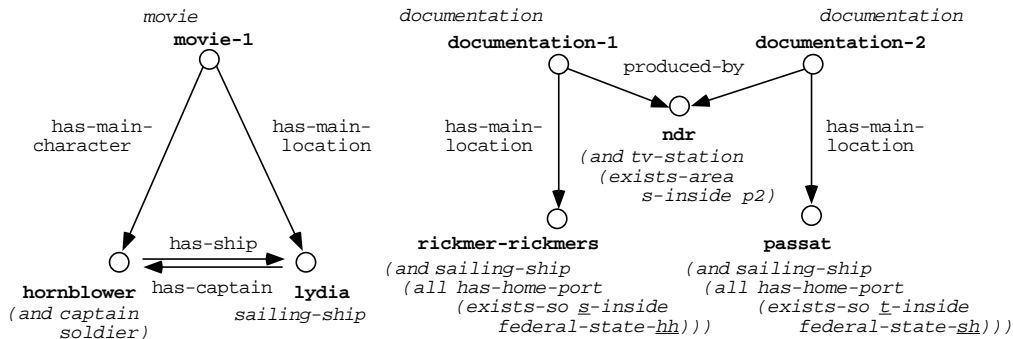 movie
movie-1
has-main-
character
has-main-
location
has-ship
has-captain
hornblower
(and captain
soldier)
lydia
sailing-ship
documentation
documentation-1
documentation
documentation-2
produced-by
has-main-
location
has-main-
location
ndr
(and tv-station
(exists-area
s-inside p2)
rickmer-rickmers
(and sailing-ship
(all has-home-port
(exists-so s-inside
federal-state-hh)))
passat
(and sailing-ship
(all has-home-port
(exists-so t-inside
federal-state-sh)))